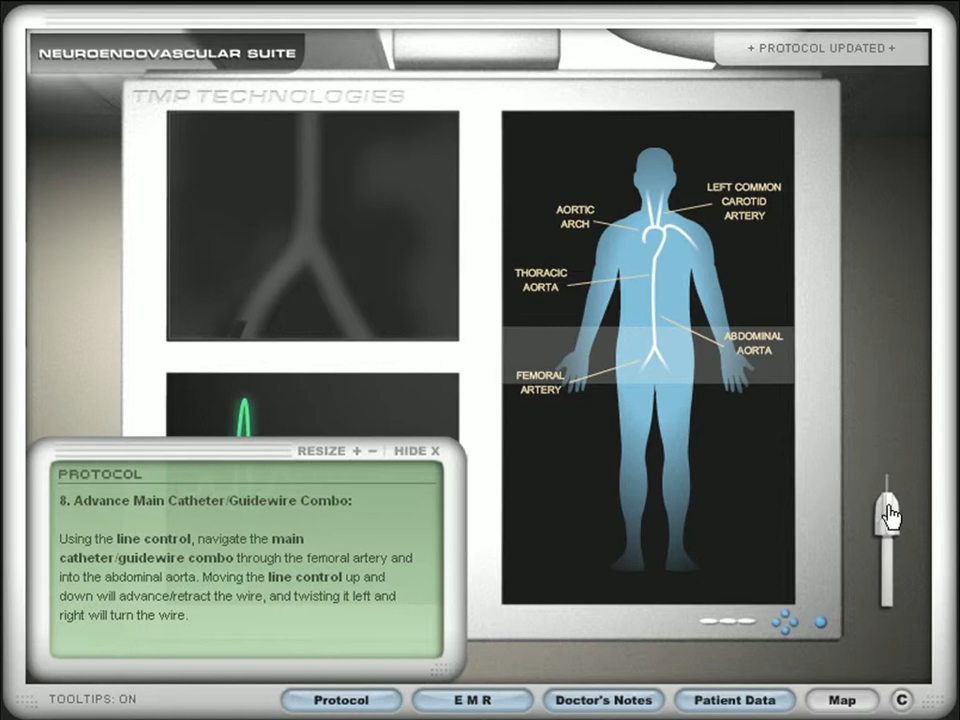 NEUROENDOVASCULAR SUITE
+ PROTOCOL UPDATED +
TMP TECHNOLOGIES
LEFT COMMON
CAROTID
ARTERY
AORTIC
ARCH
THORACIC
AORTA
ABDOMINAL
AORTA
FEMORAL
ARTERY
RESIZE + − | HIDE X
PROTOCOL
8. Advance Main Catheter/Guidewire Combo:
Using the line control, navigate the main
catheter/guidewire combo through the femoral artery and
into the abdominal aorta. Moving the line control up and
down will advance/retract the wire, and twisting it left and
right will turn the wire.
TOOLTIPS: ON
Protocol
E M R
Doctor's Notes
Patient Data
Map
C